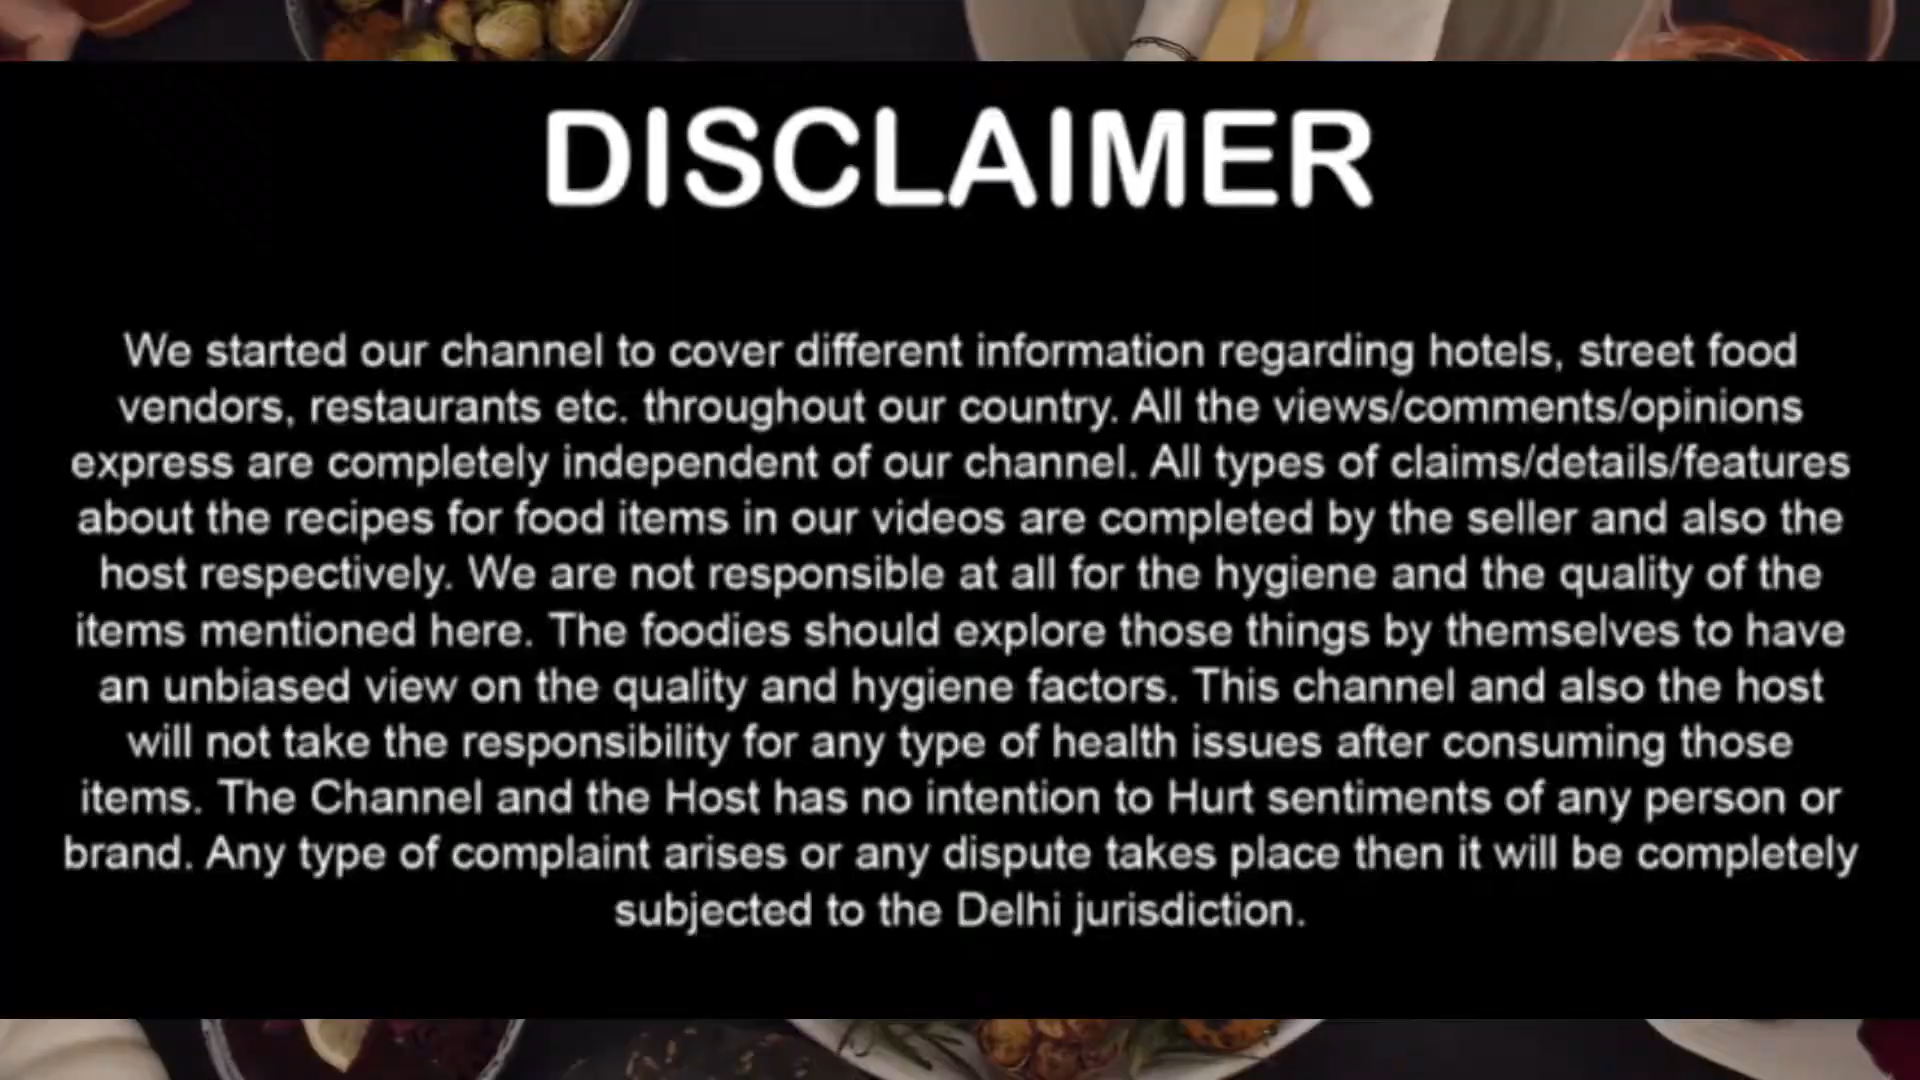 DISCLAIMER
We started our channel to cover different information regarding hotels, street food
vendors, restaurants etc. throughout our country. All the views/comments/opinions
express are completely independent of our channel. All types of claims/details/features
about the recipes for food items in our videos are completed by the seller and also the
host respectively. We are not responsible at all for the hygiene and the quality of the
items mentioned here. The foodies should explore those things by themselves to have
an unbiased view on the quality and hygiene factors. This channel and also the host
will not take the responsibility for any type of health issues after consuming those
items. The Channel and the Host has no intention to Hurt sentiments of any person or
brand. Any type of complaint arises or any dispute takes place then it will be completely
subjected to the Delhi jurisdiction.